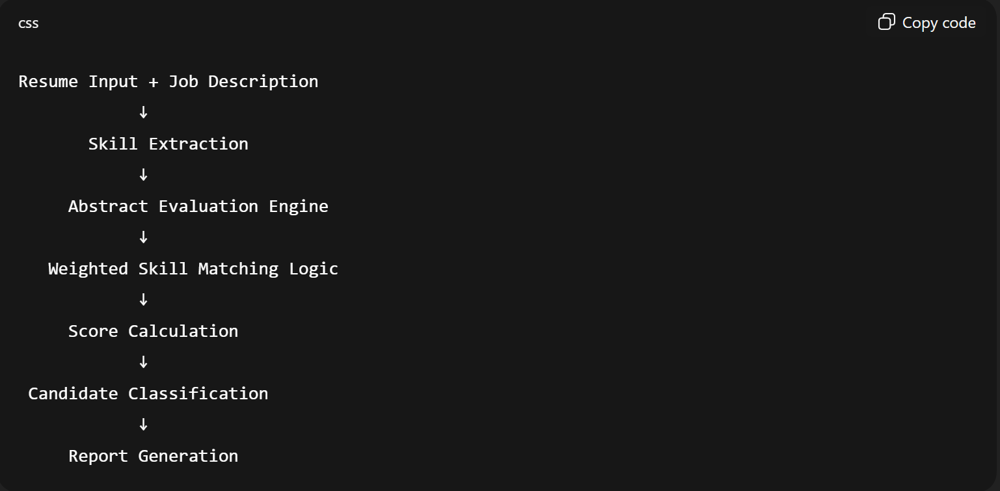 css
Copy code
Resume Input + Job Description
↓
Skill Extraction
↓
Abstract Evaluation Engine
↓
Weighted Skill Matching Logic
↓
Score Calculation
↓
Candidate Classification
↓
Report Generation